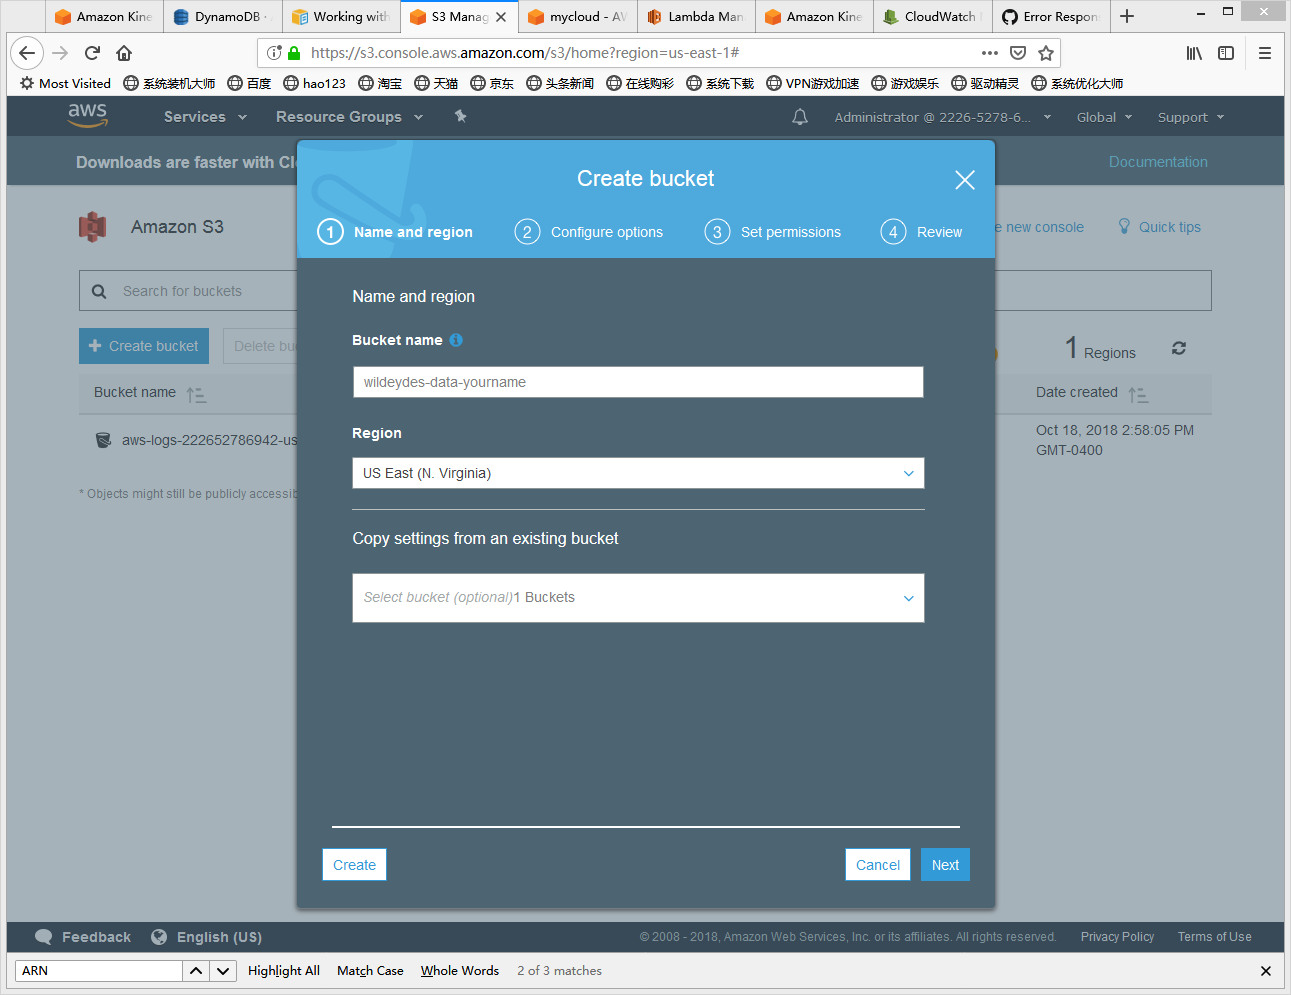 Amazon Kine
DynamoDB ·
Working with
S3 Manag
mycloud - AW
Lambda Man
Amazon Kine
CloudWatch
Error Respon
https://s3.console.aws.amazon.com/s3/home?region=us-east-1#
Most Visited 系统装机大师 百度 hao123 淘宝 天猫 京东 头条新闻 在线购彩 系统下载 VPN游戏加速 游戏娱乐 驱动精灵 系统优化大师
aws Services Resource Groups Administrator @ 2226-5278-6... Global Support
Downloads are faster with Documentation
Create bucket
1 Name and region 2 Configure options 3 Set permissions 4 Review
Amazon S3
new console Quick tips
Search for buckets
Name and region
Create bucket
Delete
1 Regions
Bucket name
Bucket name
Date created
wildeydes-data-yourname
aws-logs-222652786942-us
Oct 18, 2018 2:58:05 PM
GMT-0400
Region
US East (N. Virginia)
* Objects might still be publicly
Copy settings from an existing bucket
Select bucket (optional)1 Buckets
Create Cancel Next
Feedback English (US) © 2008 - 2018, Amazon Web Services, Inc. or its affiliates. All rights reserved. Privacy Policy Terms of Use
ARN Highlight All Match Case Whole Words 2 of 3 matches